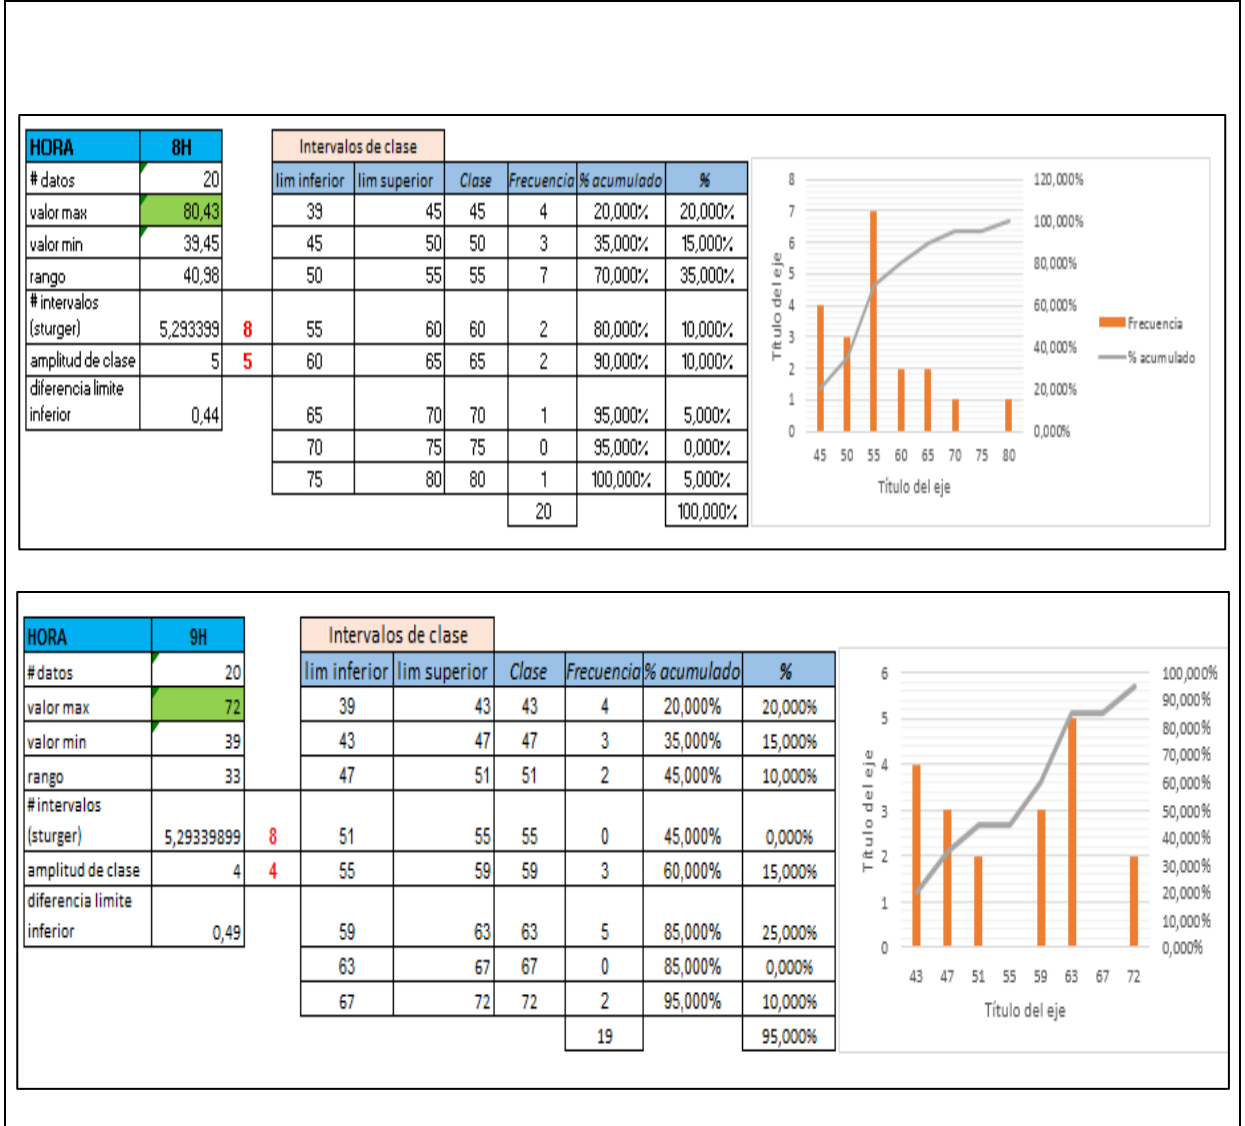 HORA 8H
# datos 20
valor max 80,43
valor min 39,45
rango 40,98
# intervalos
(sturger) 5,293399 8
amplitud de clase 5 5
diferencia limite
inferior 0,44
Intervalos de clase
lim inferior lim superior Clase Frecuencia % acumulado %
39 45 45 4 20,000% 20,000%
45 50 50 3 35,000% 15,000%
50 55 55 7 70,000% 35,000%
55 60 60 2 80,000% 10,000%
60 65 65 2 90,000% 10,000%
65 70 70 1 95,000% 5,000%
70 75 75 0 95,000% 0,000%
75 80 80 1 100,000% 5,000%
20 100,000%
Título del eje
8
7
6
5
4
3
2
1
0
120,000%
100,000%
80,000%
60,000%
40,000%
20,000%
0,000%
45 50 55 60 65 70 75 80
Título del eje
Frecuencia
% acumulado
HORA 9H
# datos 20
valor max 72
valor min 39
rango 33
# intervalos
(sturger) 5,29339899 8
amplitud de clase 4 4
diferencia limite
inferior 0,49
Intervalos de clase
lim inferior lim superior Clase Frecuencia % acumulado %
39 43 43 4 20,000% 20,000%
43 47 47 3 35,000% 15,000%
47 51 51 2 45,000% 10,000%
51 55 55 0 45,000% 0,000%
55 59 59 3 60,000% 15,000%
59 63 63 5 85,000% 25,000%
63 67 67 0 85,000% 0,000%
67 72 72 2 95,000% 10,000%
19 95,000%
Título del eje
6
5
4
3
2
1
0
100,000%
90,000%
80,000%
70,000%
60,000%
50,000%
40,000%
30,000%
20,000%
10,000%
0,000%
43 47 51 55 59 63 67 72
Título del eje